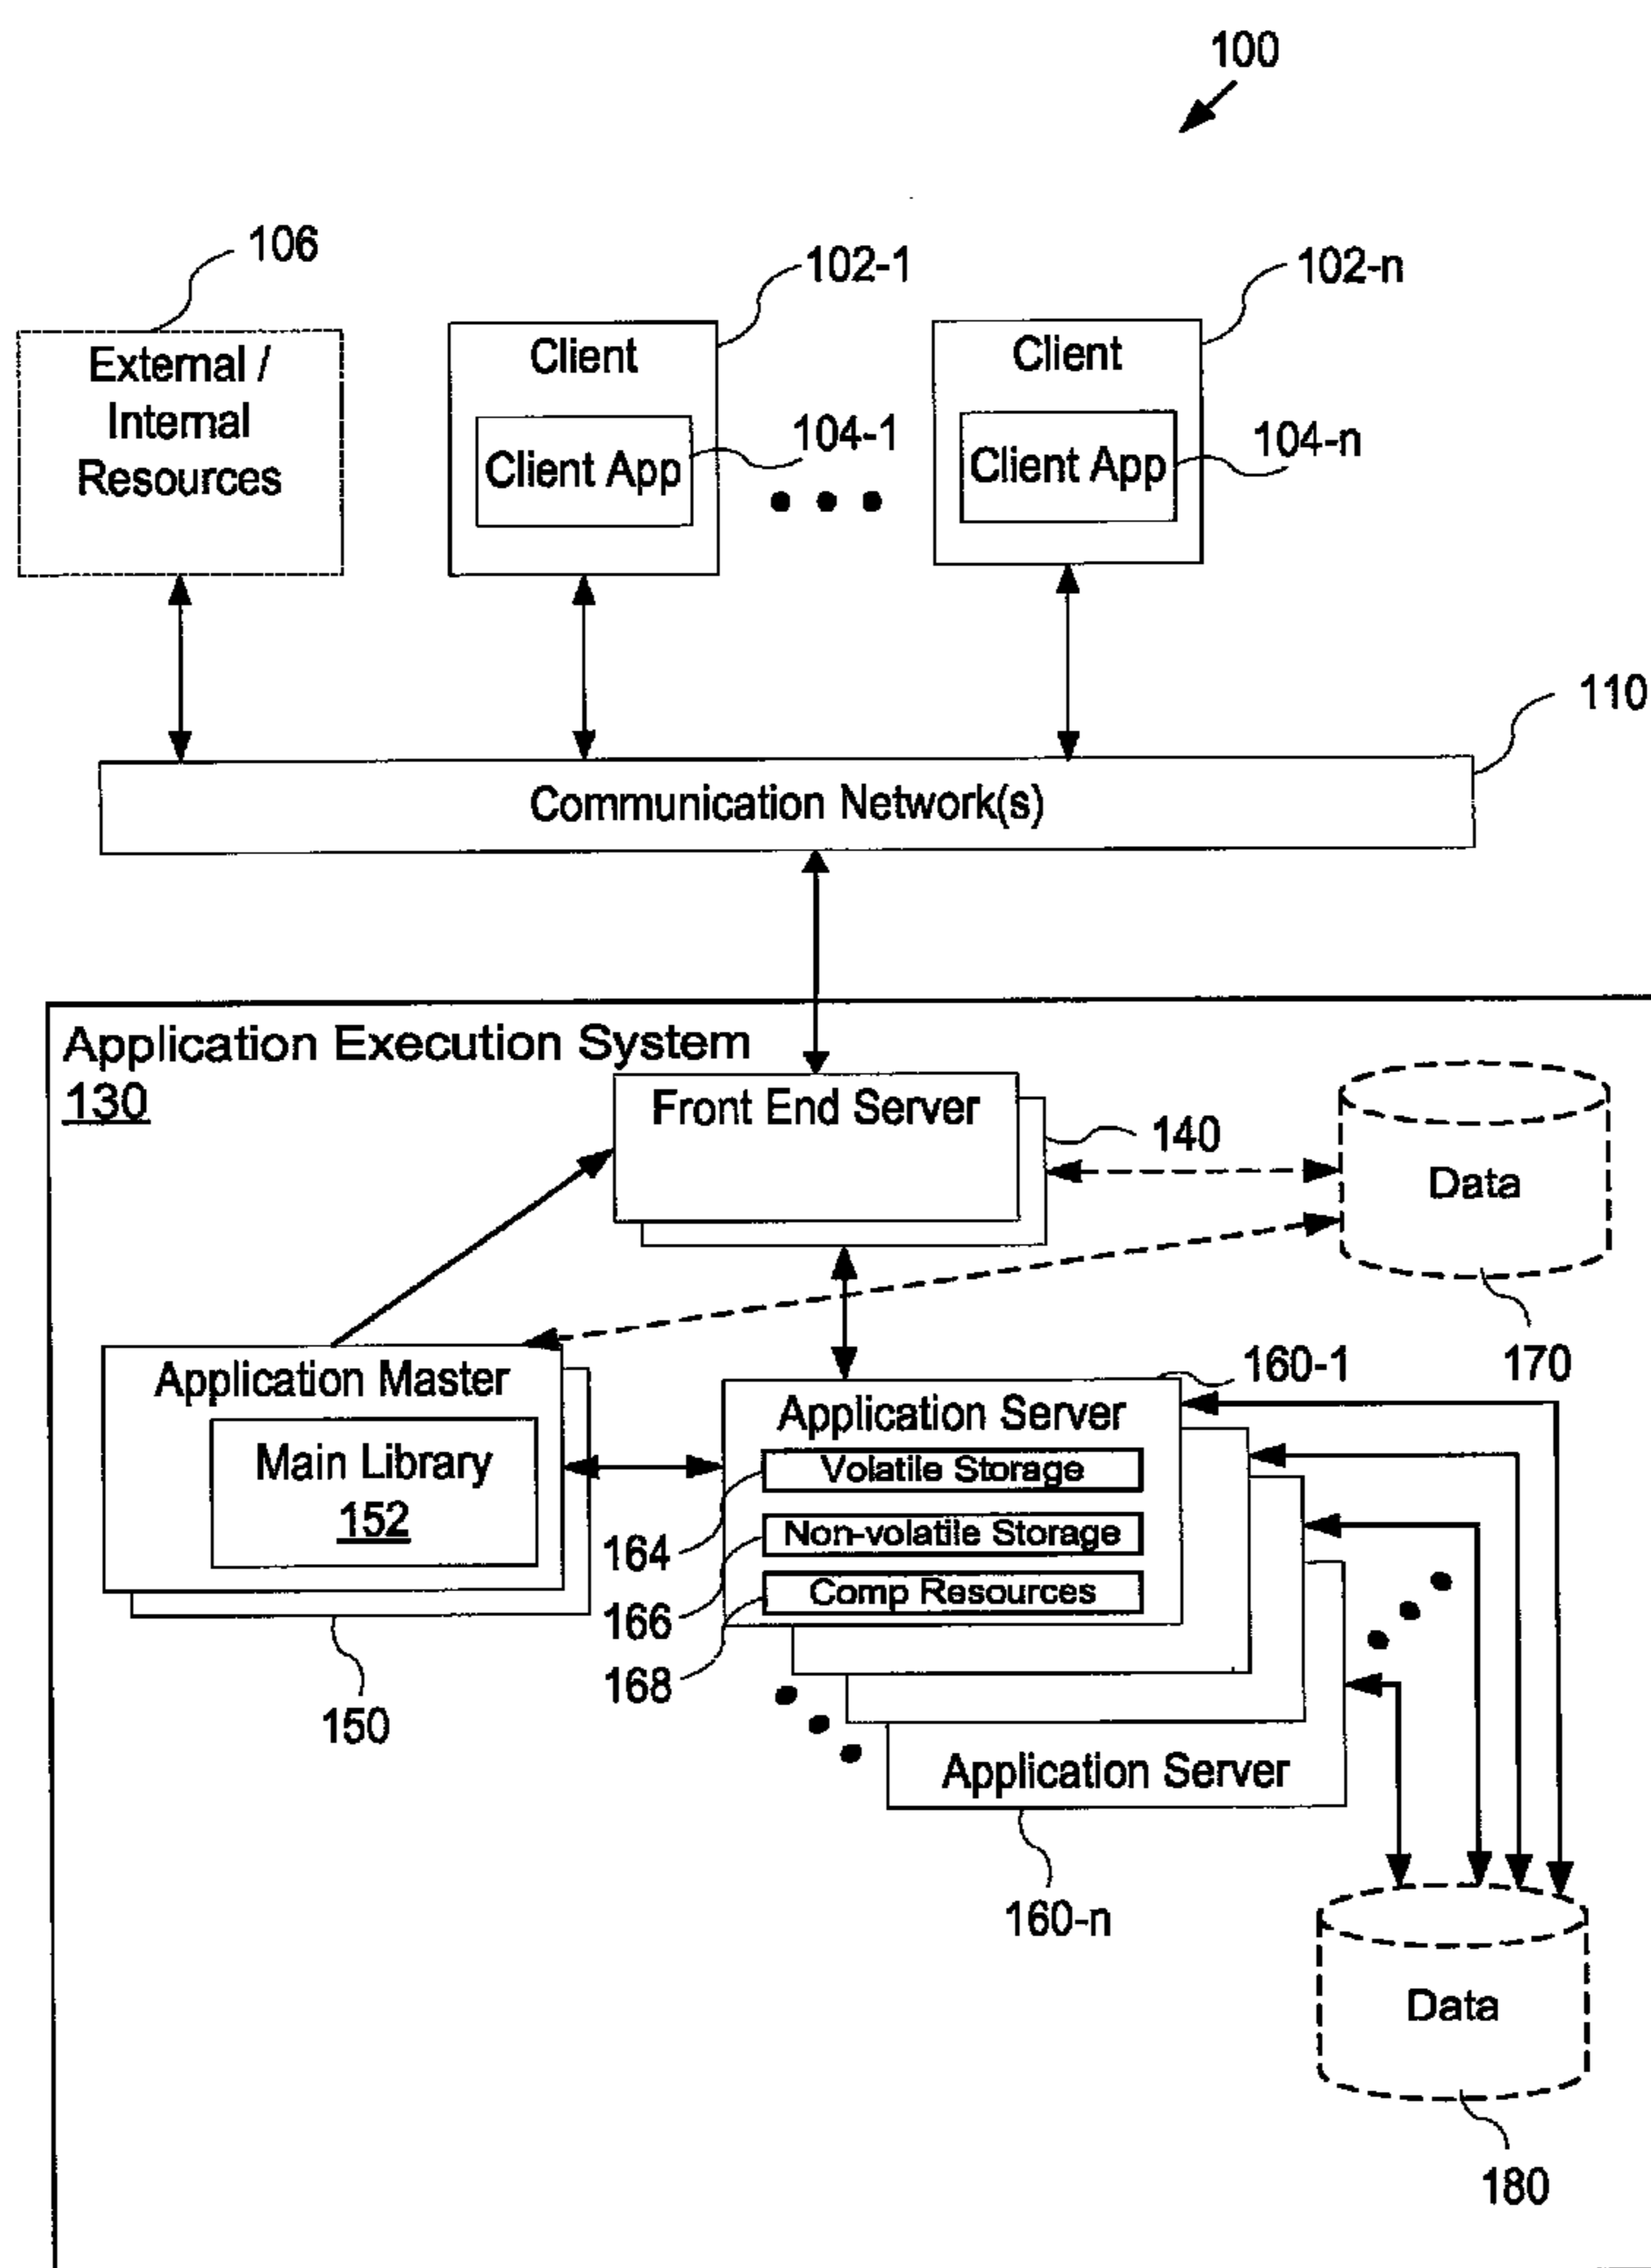 100
106
102-1
102-n
External /
Internal
Resources
Client
Client App
104-1
Client
Client App
104-n
110
Communication Network(s)
Application Execution System
130
Front End Server
140
Data
170
Application Master
Main Library
152
150
160-1
Application Server
Volatile Storage
164
Non-volatile Storage
166
Comp Resources
168
Application Server
160-n
Data
180